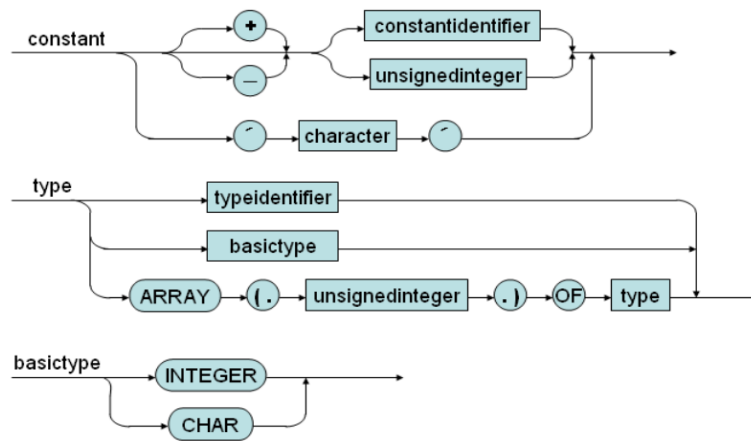 constant
+
constantidentifier
–
unsignedinteger
´ character ´
type
typeidentifier
basictype
ARRAY (. unsignedinteger .) OF type
basictype
INTEGER
CHAR